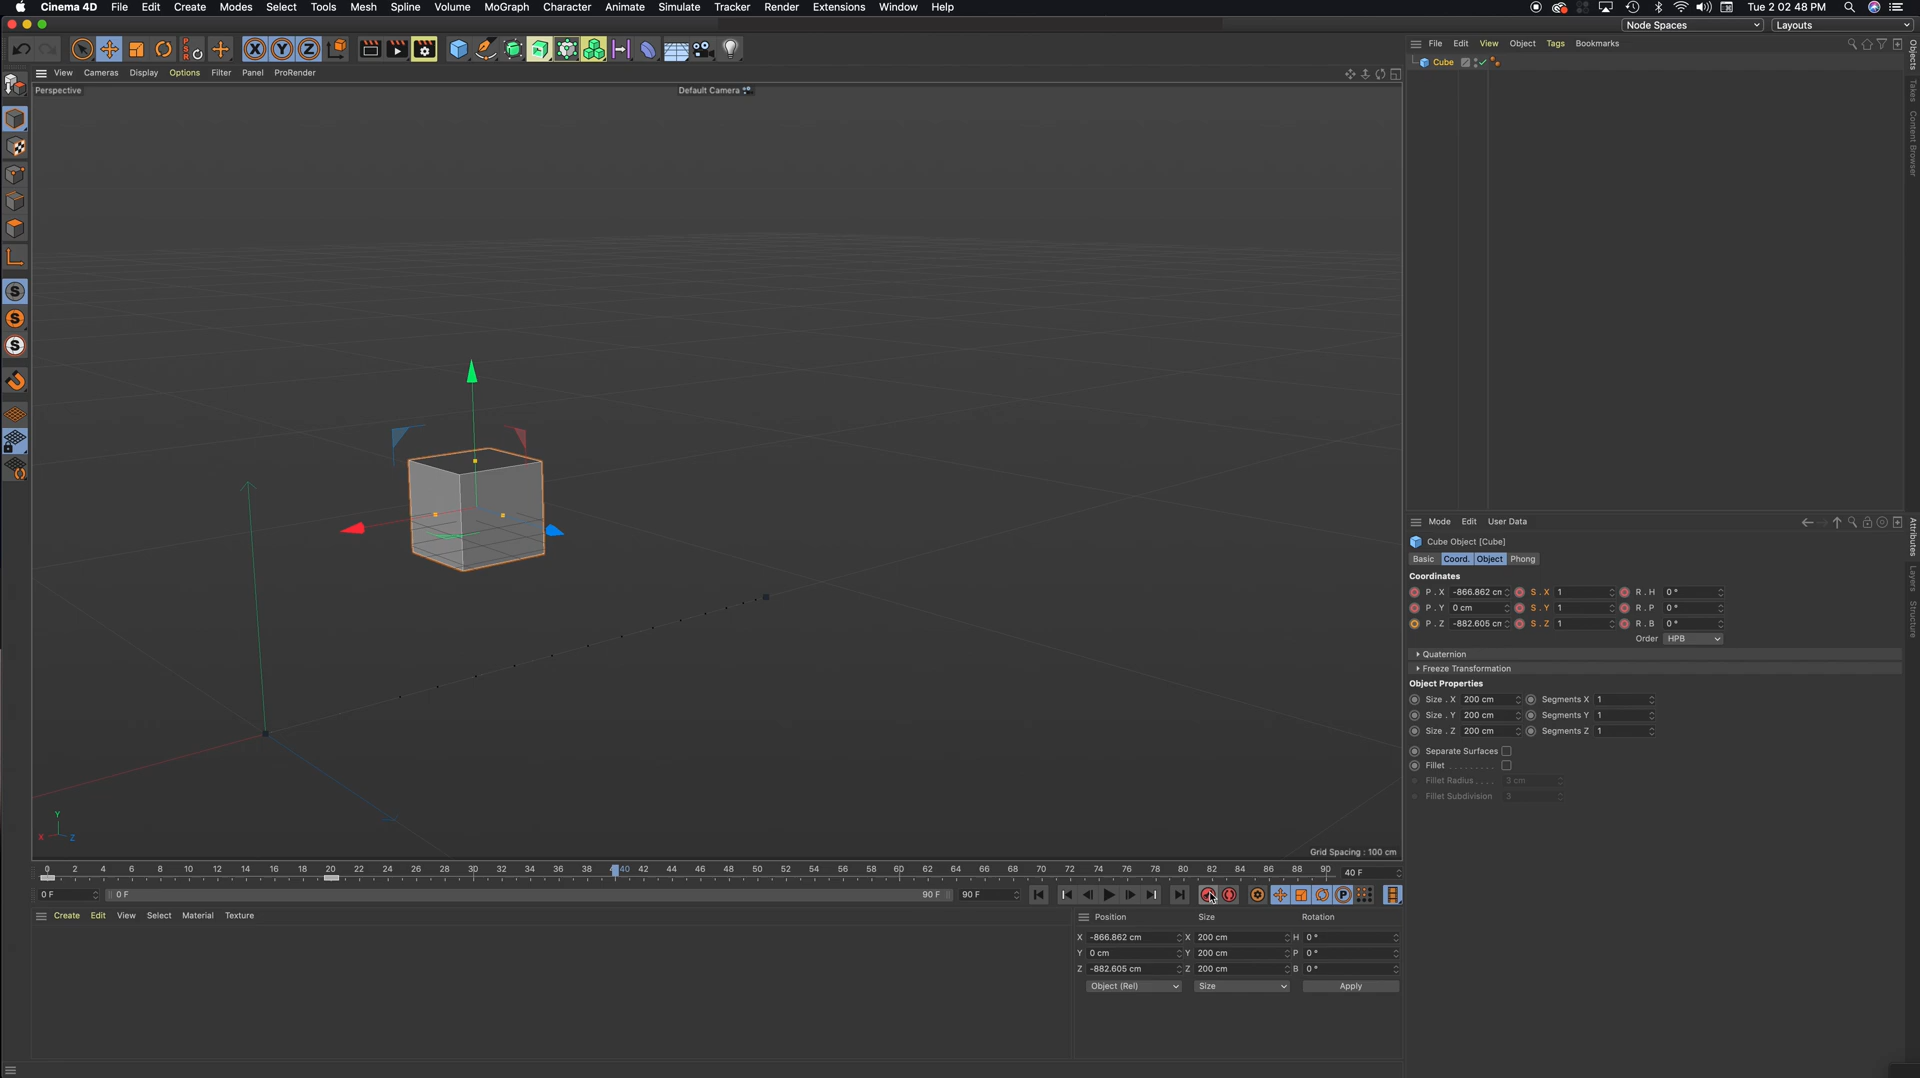 Cinema 4D File Edit Create Modes Select Tools Mesh Spline Volume MoGraph Character Animate Simulate Tracker Render Extensions Window Help Tue 2 02 48 PM
Node Spaces Layouts
X Y Z
File Edit View Object Tags Bookmarks
Cube
View Cameras Display Options Filter Panel ProRender
Perspective Default Camera
S
S
S
Objects
Takes
Content Browser
Mode Edit User Data
Cube Object [Cube]
Basic Coord. Object Phong
Coordinates
P . X -866.862 cn S . X 1 R . H 0 °
P . Y 0 cm S . Y 1 R . P 0 °
P . Z -882.605 cn S . Z 1 R . B 0 °
Order HPB
Quaternion
Freeze Transformation
Object Properties
Size . X 200 cm Segments X 1
Size . Y 200 cm Segments Y 1
Size . Z 200 cm Segments Z 1
Separate Surfaces
Fillet
Fillet Radius 3 cm
Fillet Subdivision 3
Attributes
Layers
Structure
Y
X Z
Grid Spacing : 100 cm
0 2 4 6 8 10 12 14 16 18 20 22 24 26 28 30 32 34 36 40 42 44 46 48 50 52 54 56 58 60 62 64 66 68 70 72 74 76 78 80 82 84 86 88 90 40 F
0 F 0 F 90 F 90 F
Create Edit View Select Material Texture
Position Size Rotation
X -866.862 cm X 200 cm H 0 °
Y 0 cm Y 200 cm P 0 °
Z -882.605 cm Z 200 cm B 0 °
Object (Rel) Size Apply